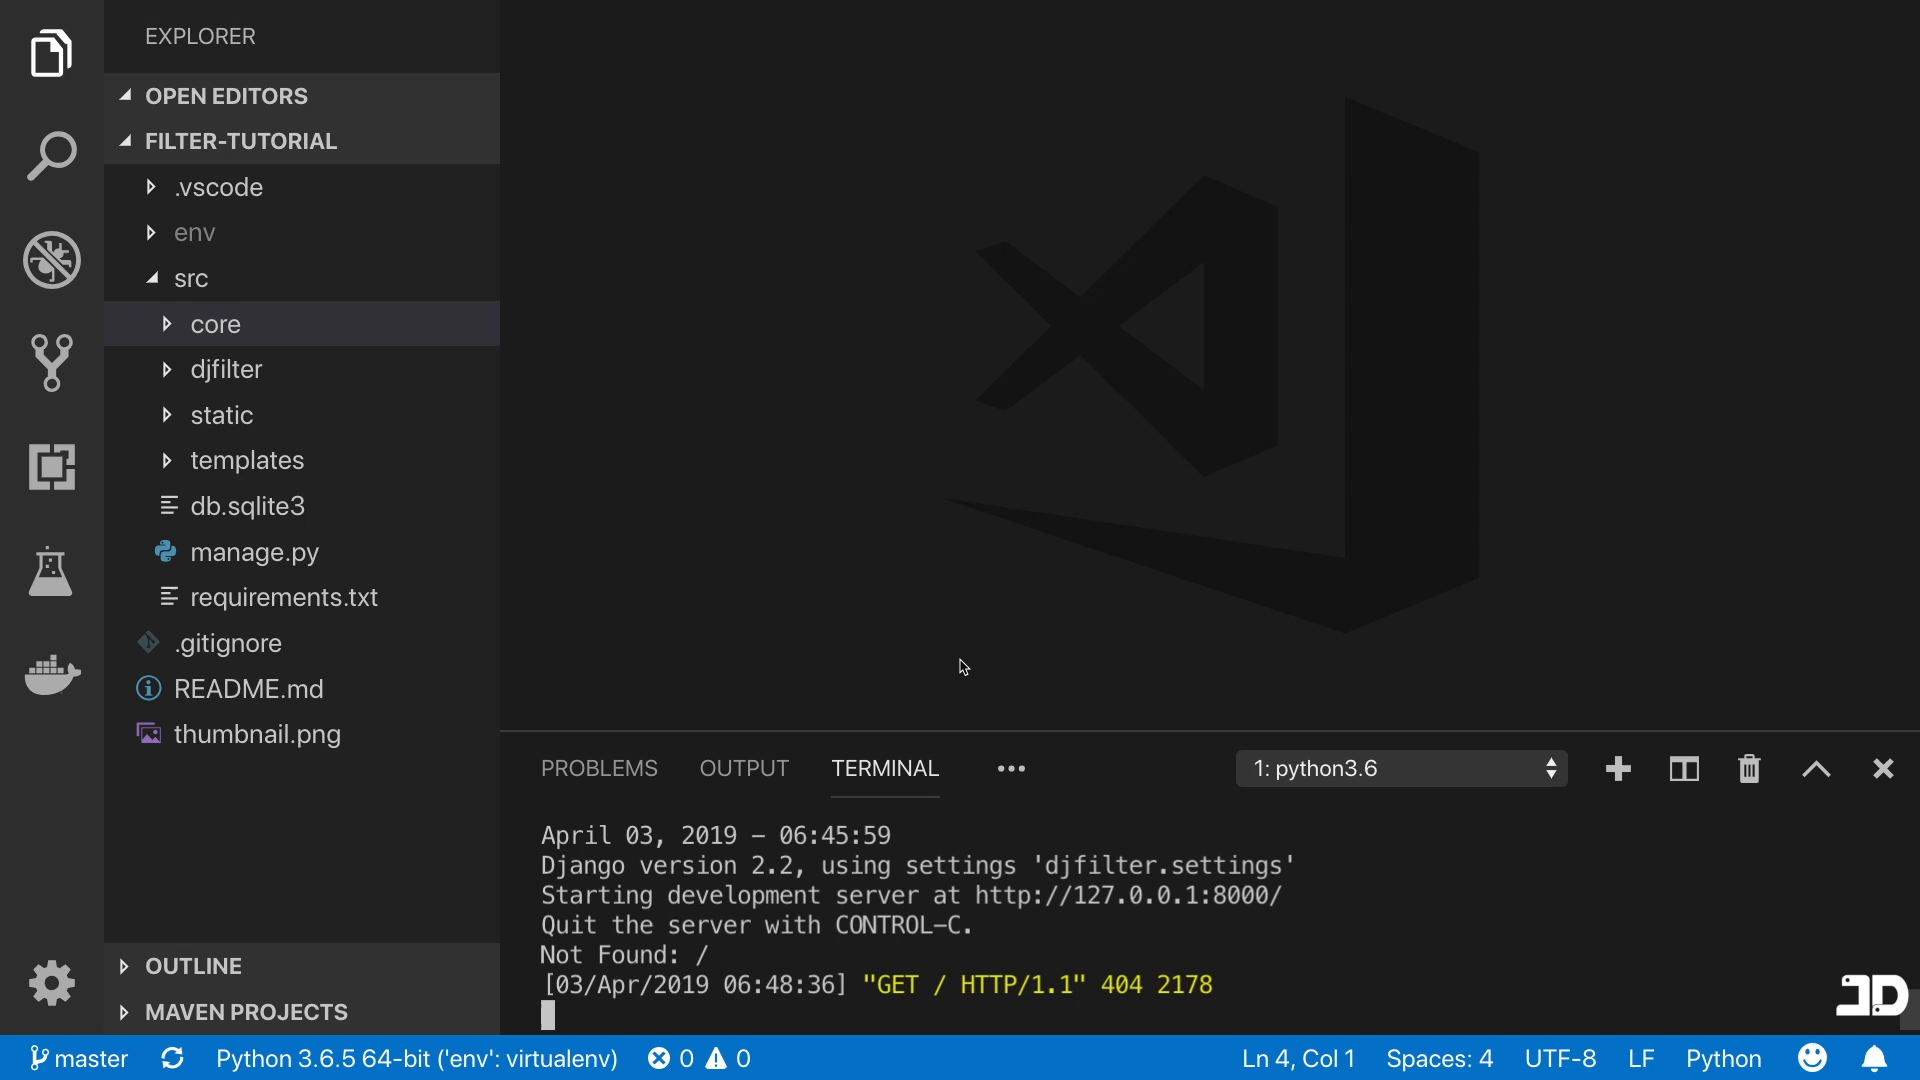 EXPLORER
OPEN EDITORS
FILTER-TUTORIAL
.vscode
env
src
core
djfilter
static
templates
db.sqlite3
manage.py
requirements.txt
.gitignore
README.md
thumbnail.png
OUTLINE
MAVEN PROJECTS
PROBLEMS OUTPUT TERMINAL ••• 1: python3.6
April 03, 2019 - 06:45:59
Django version 2.2, using settings 'djfilter.settings'
Starting development server at http://127.0.0.1:8000/
Quit the server with CONTROL-C.
Not Found: /
[03/Apr/2019 06:48:36] "GET / HTTP/1.1" 404 2178
JD
master Python 3.6.5 64-bit ('env': virtualenv) 0 0 Ln 4, Col 1 Spaces: 4 UTF-8 LF Python